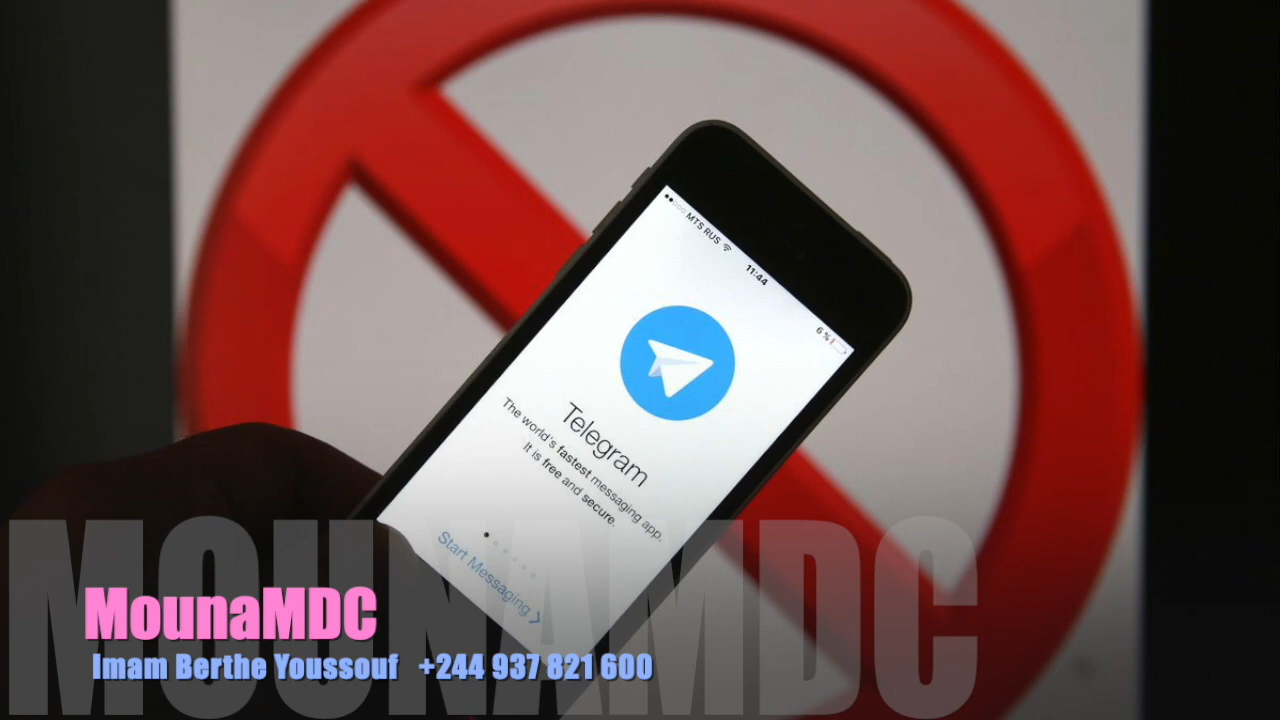 MTS RUS
11:44
6 %
Telegram
The world's fastest messaging app.
It is free and secure.
Start Messaging
MOUNAMDC
MounaMDC
Imam Berthe Youssouf +244 937 821 600